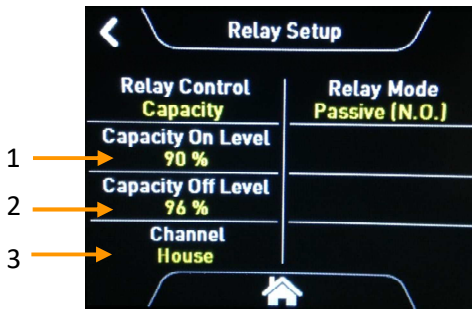 Relay Setup
Relay Control
Capacity
Relay Mode
Passive (N.O.)
1
Capacity On Level
90 %
2
Capacity Off Level
96 %
3
Channel
House